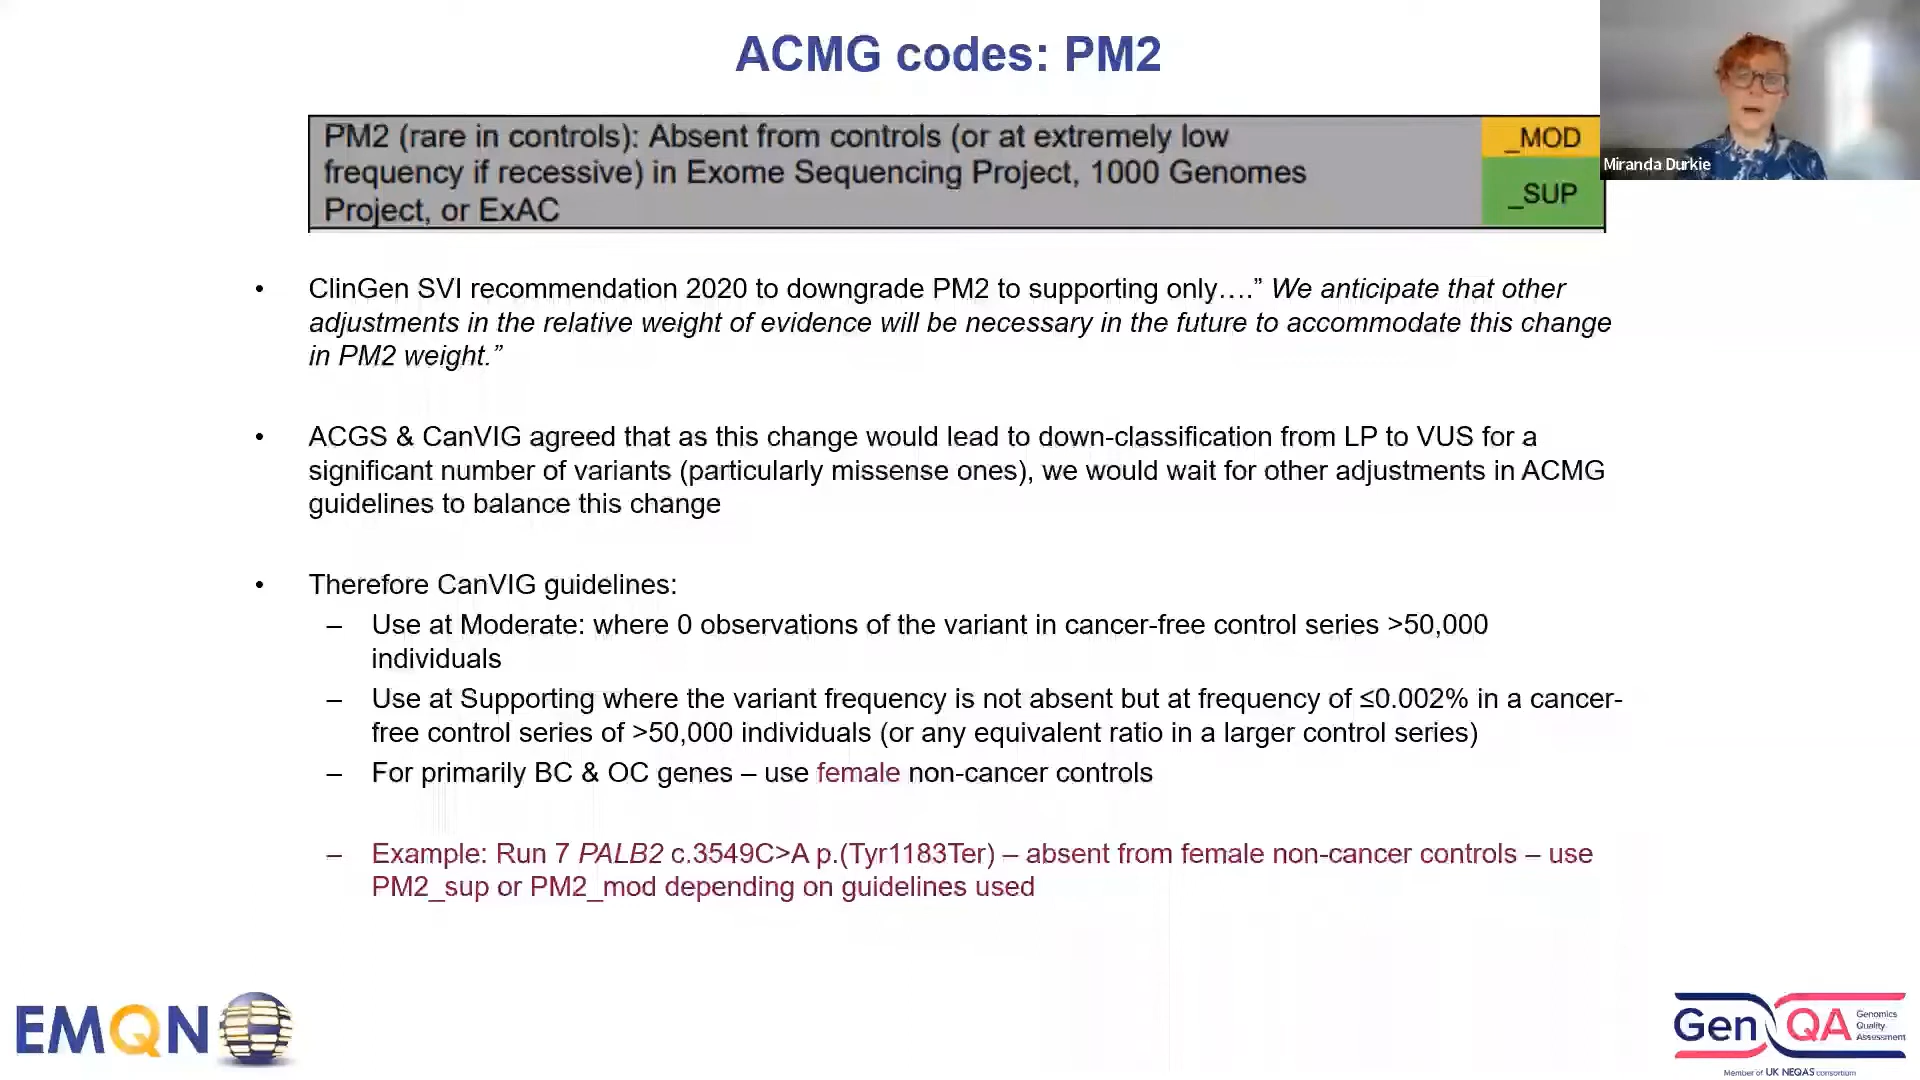 ACMG codes: PM2
PM2 (rare in controls): Absent from controls (or at extremely low
frequency if recessive) in Exome Sequencing Project, 1000 Genomes
Project, or ExAC
_MOD
_SUP
Miranda Durkie
• ClinGen SVI recommendation 2020 to downgrade PM2 to supporting only….” We anticipate that other
adjustments in the relative weight of evidence will be necessary in the future to accommodate this change
in PM2 weight.”
• ACGS & CanVIG agreed that as this change would lead to down-classification from LP to VUS for a
significant number of variants (particularly missense ones), we would wait for other adjustments in ACMG
guidelines to balance this change
• Therefore CanVIG guidelines:
– Use at Moderate: where 0 observations of the variant in cancer-free control series >50,000
individuals
– Use at Supporting where the variant frequency is not absent but at frequency of ≤0.002% in a cancer-
free control series of >50,000 individuals (or any equivalent ratio in a larger control series)
– For primarily BC & OC genes – use female non-cancer controls
– Example: Run 7 PALB2 c.3549C>A p.(Tyr1183Ter) – absent from female non-cancer controls – use
PM2_sup or PM2_mod depending on guidelines used
EMQN
GenQA
Genomics
Quality
Assessment
Member of UK NEQAS consortium